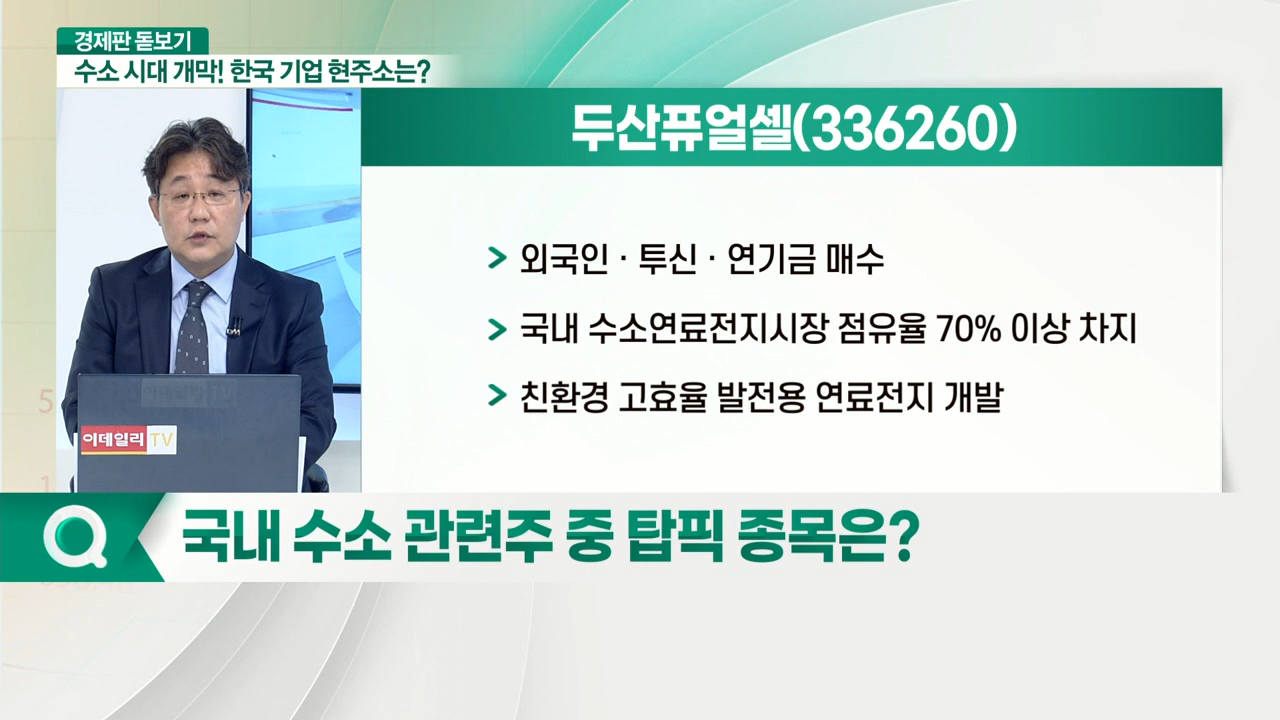 경제판 돋보기
수소 시대 개막! 한국 기업 현주소는?
두산퓨얼셀(336260)
> 외국인 · 투신 · 연기금 매수
> 국내 수소연료전지시장 점유율 70% 이상 차지
> 친환경 고효율 발전용 연료전지 개발
이데일리TV
Q 국내 수소 관련주 중 탑픽 종목은?